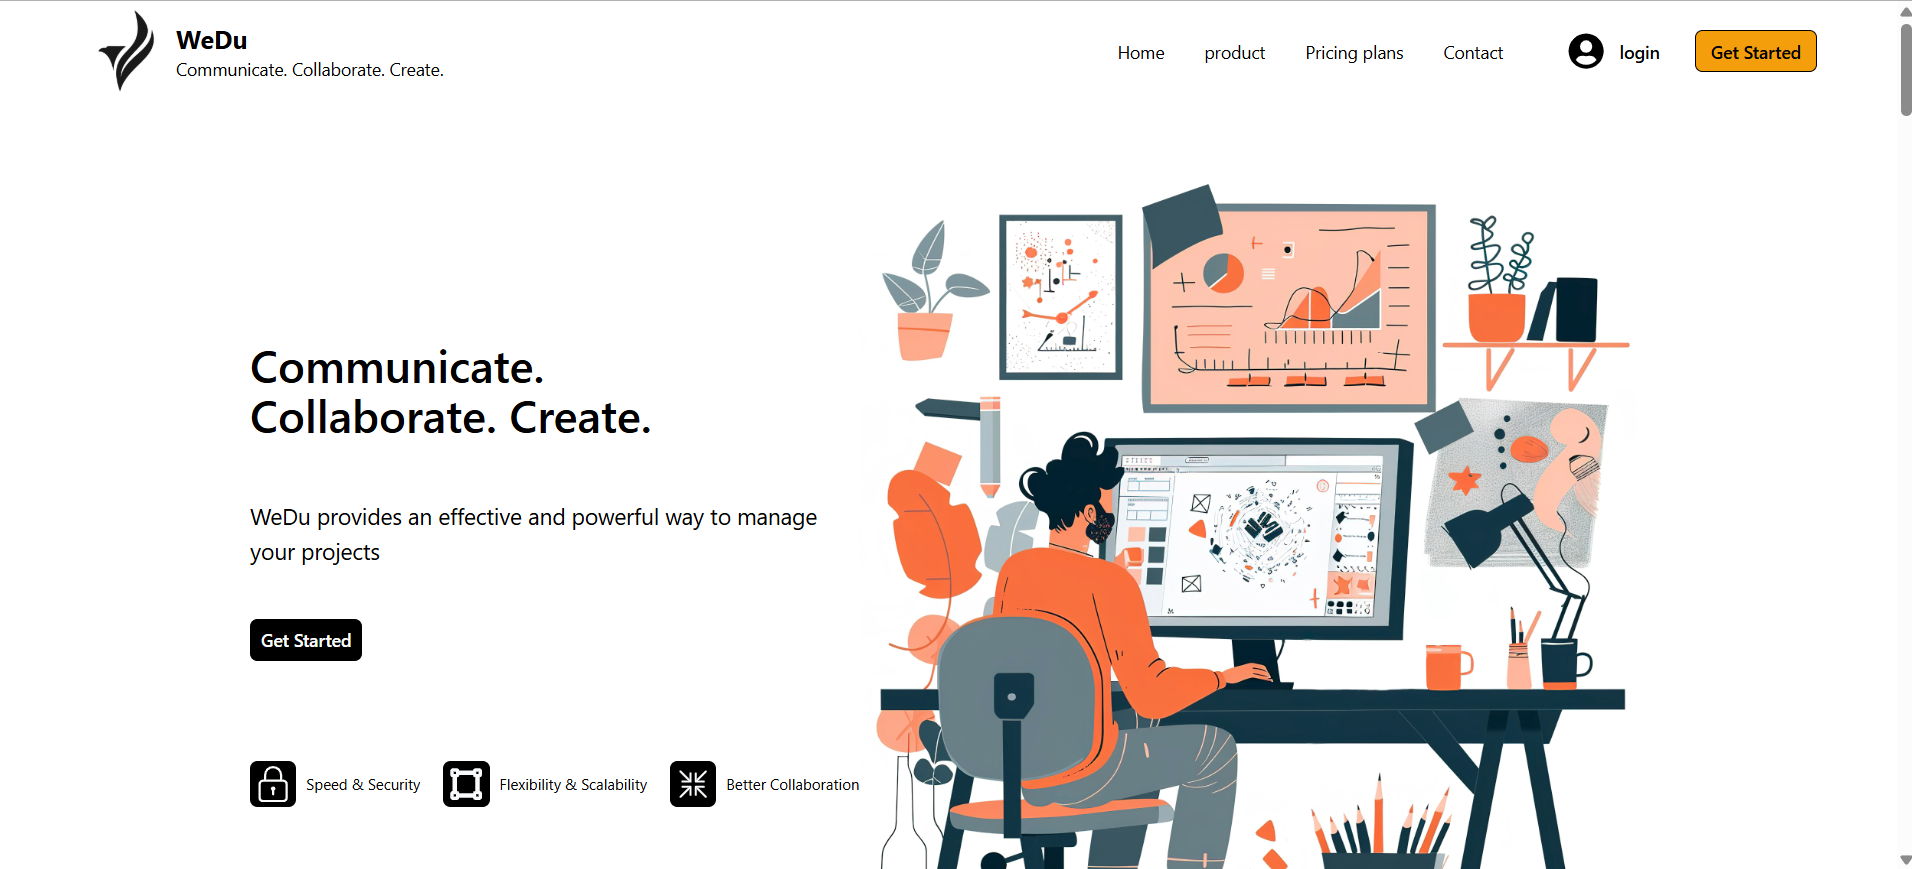 WeDu
Communicate. Collaborate. Create.
Home
product
Pricing plans
Contact
login
Get Started
Communicate.
Collaborate. Create.
WeDu provides an effective and powerful way to manage
your projects
Get Started
Speed & Security
Flexibility & Scalability
Better Collaboration